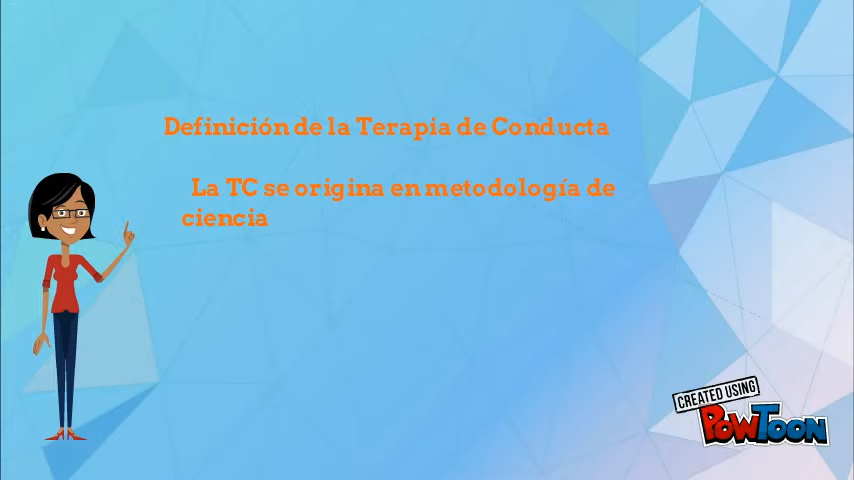 Definición de la Terapia de Conducta
La TC se origina en metodología de
ciencia
CREATED USING
POWTOON